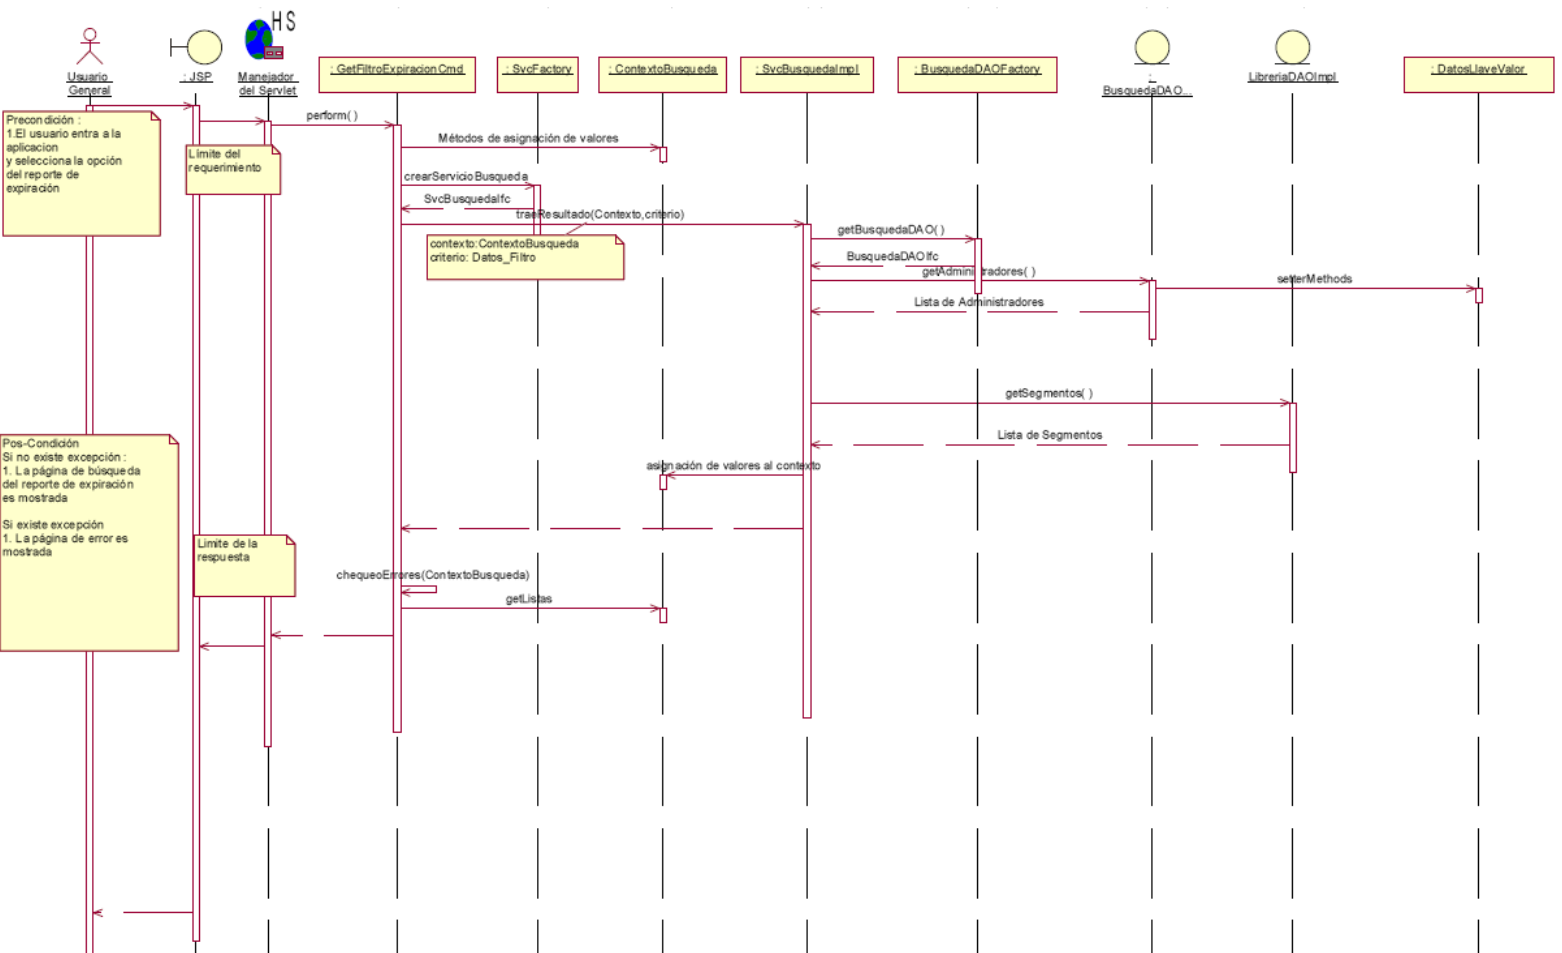 HS
Usuario
General
: JSP
Manejador
del Servlet
: GetFiltroExpiracionCmd
: SvcFactory
: ContextoBusqueda
: SvcBusquedaImpl
: BusquedaDAOFactory
:
BusquedaDAO...
LibreriaDAOImpl
: DatosLlaveValor
Precondición :
1.El usuario entra a la
aplicacion
y selecciona la opción
del reporte de
expiración
Límite del
requerimiento
perform( )
Métodos de asignación de valores
crearServicioBusqueda
SvcBusquedaIfc
traeResultado(Contexto,criterio)
contexto:ContextoBusqueda
criterio: Datos_Filtro
getBusquedaDAO( )
BusquedaDAOIfc
getAdministradores( )
setterMethods
Lista de Administradores
getSegmentos( )
Lista de Segmentos
asignación de valores al contexto
Pos-Condición
Si no existe excepción :
1. La página de búsqueda
del reporte de expiración
es mostrada
Si existe excepción
1. La página de error es
mostrada
Limite de la
respuesta
chequeoErrores(ContextoBusqueda)
getListas